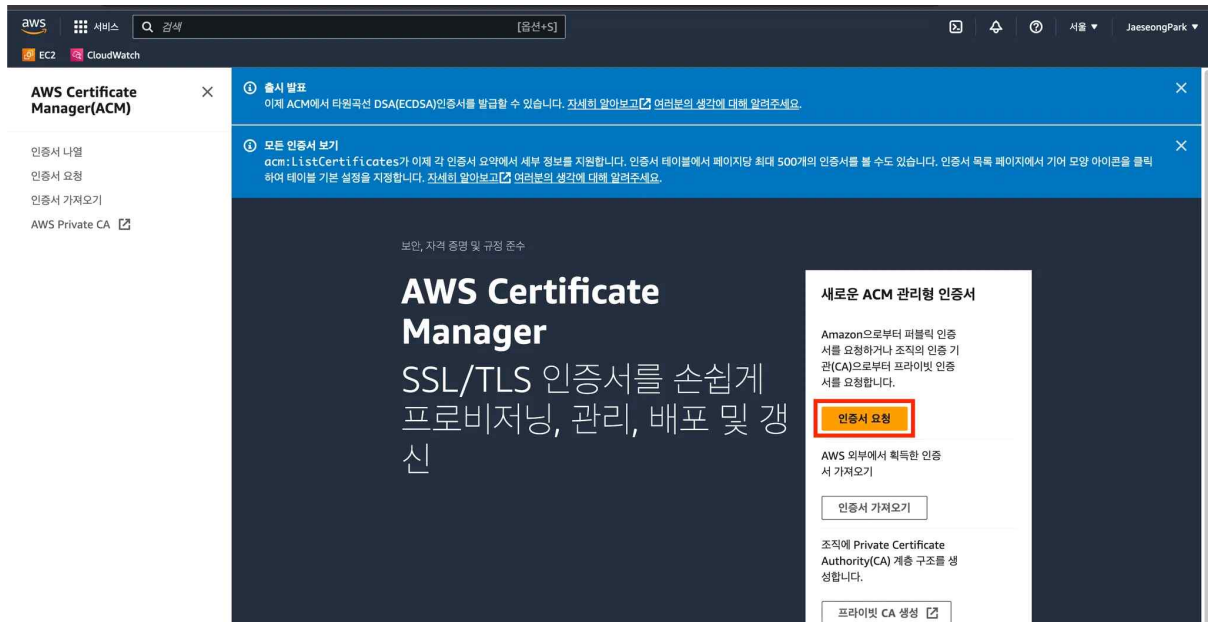 aws
서비스
검색
[옵션+S]
서울 ▼
JaeseongPark ▼
EC2
CloudWatch
AWS Certificate
Manager(ACM)
인증서 나열
인증서 요청
인증서 가져오기
AWS Private CA
출시 발표
이제 ACM에서 타원곡선 DSA(ECDSA)인증서를 발급할 수 있습니다. 자세히 알아보고 여러분의 생각에 대해 알려주세요.
모든 인증서 보기
acm:ListCertificates가 이제 각 인증서 요약에서 세부 정보를 지원합니다. 인증서 테이블에서 페이지당 최대 500개의 인증서를 볼 수도 있습니다. 인증서 목록 페이지에서 기어 모양 아이콘을 클릭
하여 테이블 기본 설정을 지정합니다. 자세히 알아보고 여러분의 생각에 대해 알려주세요.
보안, 자격 증명 및 규정 준수
AWS Certificate
Manager
SSL/TLS 인증서를 손쉽게
프로비저닝, 관리, 배포 및 갱
신
새로운 ACM 관리형 인증서
Amazon으로부터 퍼블릭 인증
서를 요청하거나 조직의 인증 기
관(CA)으로부터 프라이빗 인증
서를 요청합니다.
인증서 요청
AWS 외부에서 획득한 인증
서 가져오기
인증서 가져오기
조직에 Private Certificate
Authority(CA) 계층 구조를 생
성합니다.
프라이빗 CA 생성